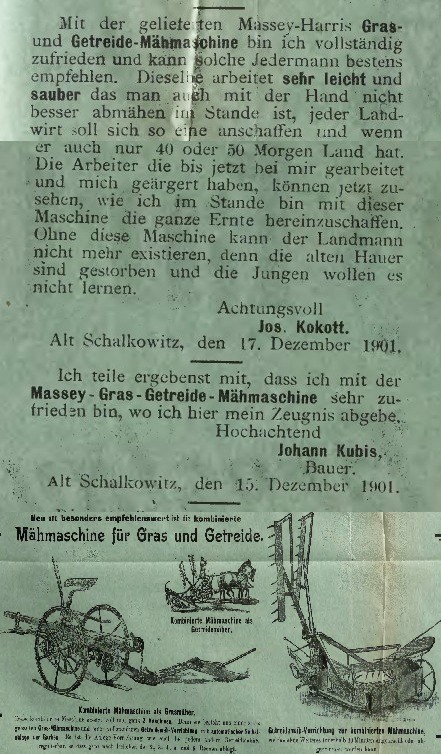 Mit der gelieferten Massey-Harris Gras-
und Getreide-Mähmaschine bin ich vollständig
zufrieden und kann solche Jedermann bestens
empfehlen. Dieselbe arbeitet sehr leicht und
sauber das man auch mit der Hand nicht
besser abmähen im Stande ist, jeder Land-
wirt soll sich so eine anschaffen und wenn
er auch nur 40 oder 50 Morgen Land hat.
Die Arbeiter die bis jetzt bei mir gearbeitet
und mich geärgert haben, können jetzt zu-
sehen, wie ich im Stande bin mit dieser
Maschine die ganze Ernte hereinzuschaffen.
Ohne diese Maschine kann der Landmann
nicht mehr existieren, denn die alten Hauer
sind gestorben und die Jungen wollen es
nicht lernen.
Achtungsvoll
Jos. Kokott.
Alt Schalkowitz, den 17. Dezember 1901.
Ich teile ergebenst mit, dass ich mit der
Massey-Gras-Getreide-Mähmaschine sehr zu-
frieden bin, wo ich hier mein Zeugnis abgebe.
Hochachtend
Johann Kubis,
Bauer.
Alt Schalkowitz, den 15. Dezember 1901.
Neu und besonders empfehlenswert ist die kombinierte
Mähmaschine für Gras und Getreide.
Kombinierte Mähmaschine als
Getreidemäher.
Kombinierte Mähmaschine als Grasmäher.